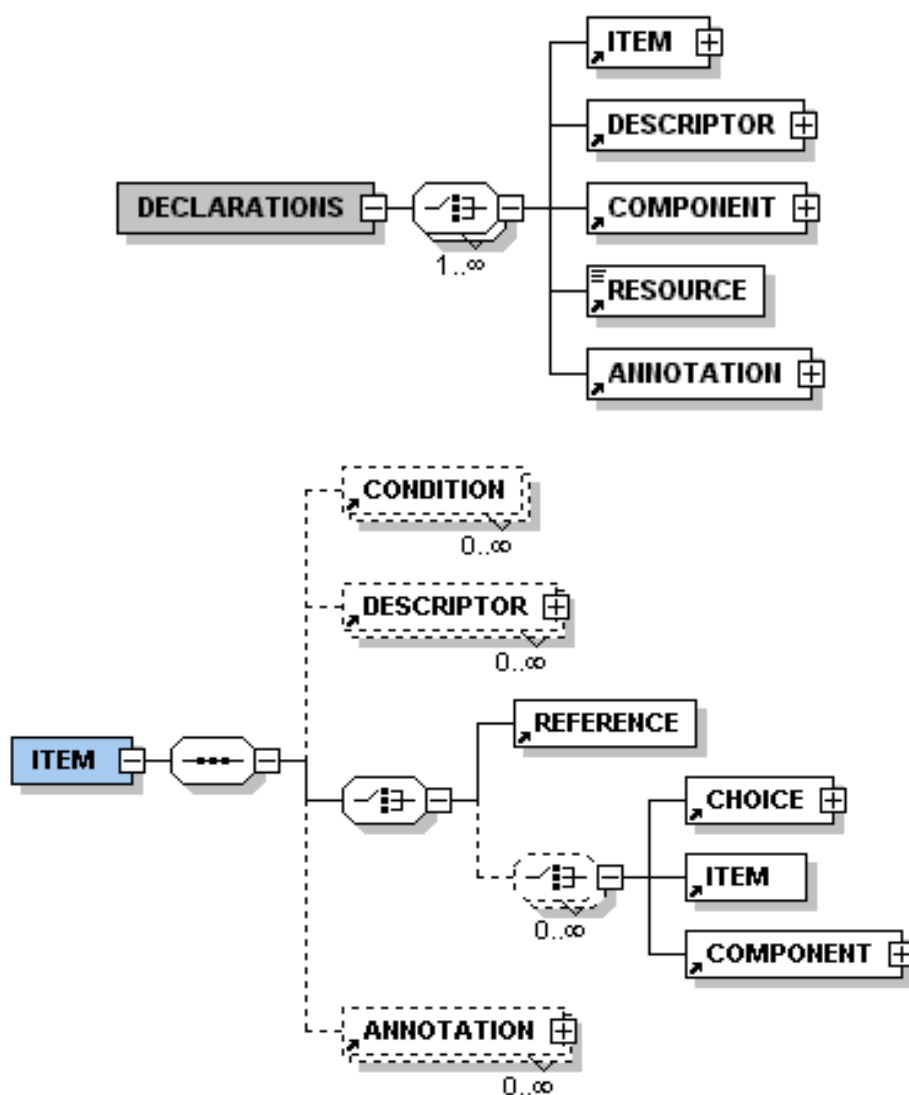 ITEM
DESCRIPTOR
DECLARATIONS
COMPONENT
1..∞
RESOURCE
ANNOTATION
CONDITION
0..∞
DESCRIPTOR
0..∞
REFERENCE
ITEM
CHOICE
ITEM
0..∞
COMPONENT
ANNOTATION
0..∞